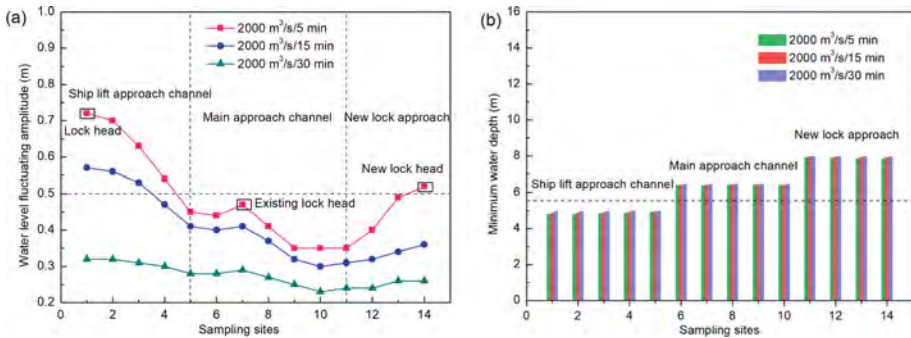 (a)
1.0
0.9
0.8
0.7
0.6
0.5
0.4
0.3
0.2
Water level fluctuating amplitude (m)
2000 m³/s/5 min
2000 m³/s/15 min
2000 m³/s/30 min
Ship lift approach channel
Main approach channel
New lock approach
Lock head
Existing lock head
New lock head
0 2 4 6 8 10 12 14
Sampling sites
(b)
16
14
12
10
8
6
4
2
0
Minimum water depth (m)
2000 m³/s/5 min
2000 m³/s/15 min
2000 m³/s/30 min
New lock approach
Main approach channel
Ship lift approach channel
0 2 4 6 8 10 12 14
Sampling sites